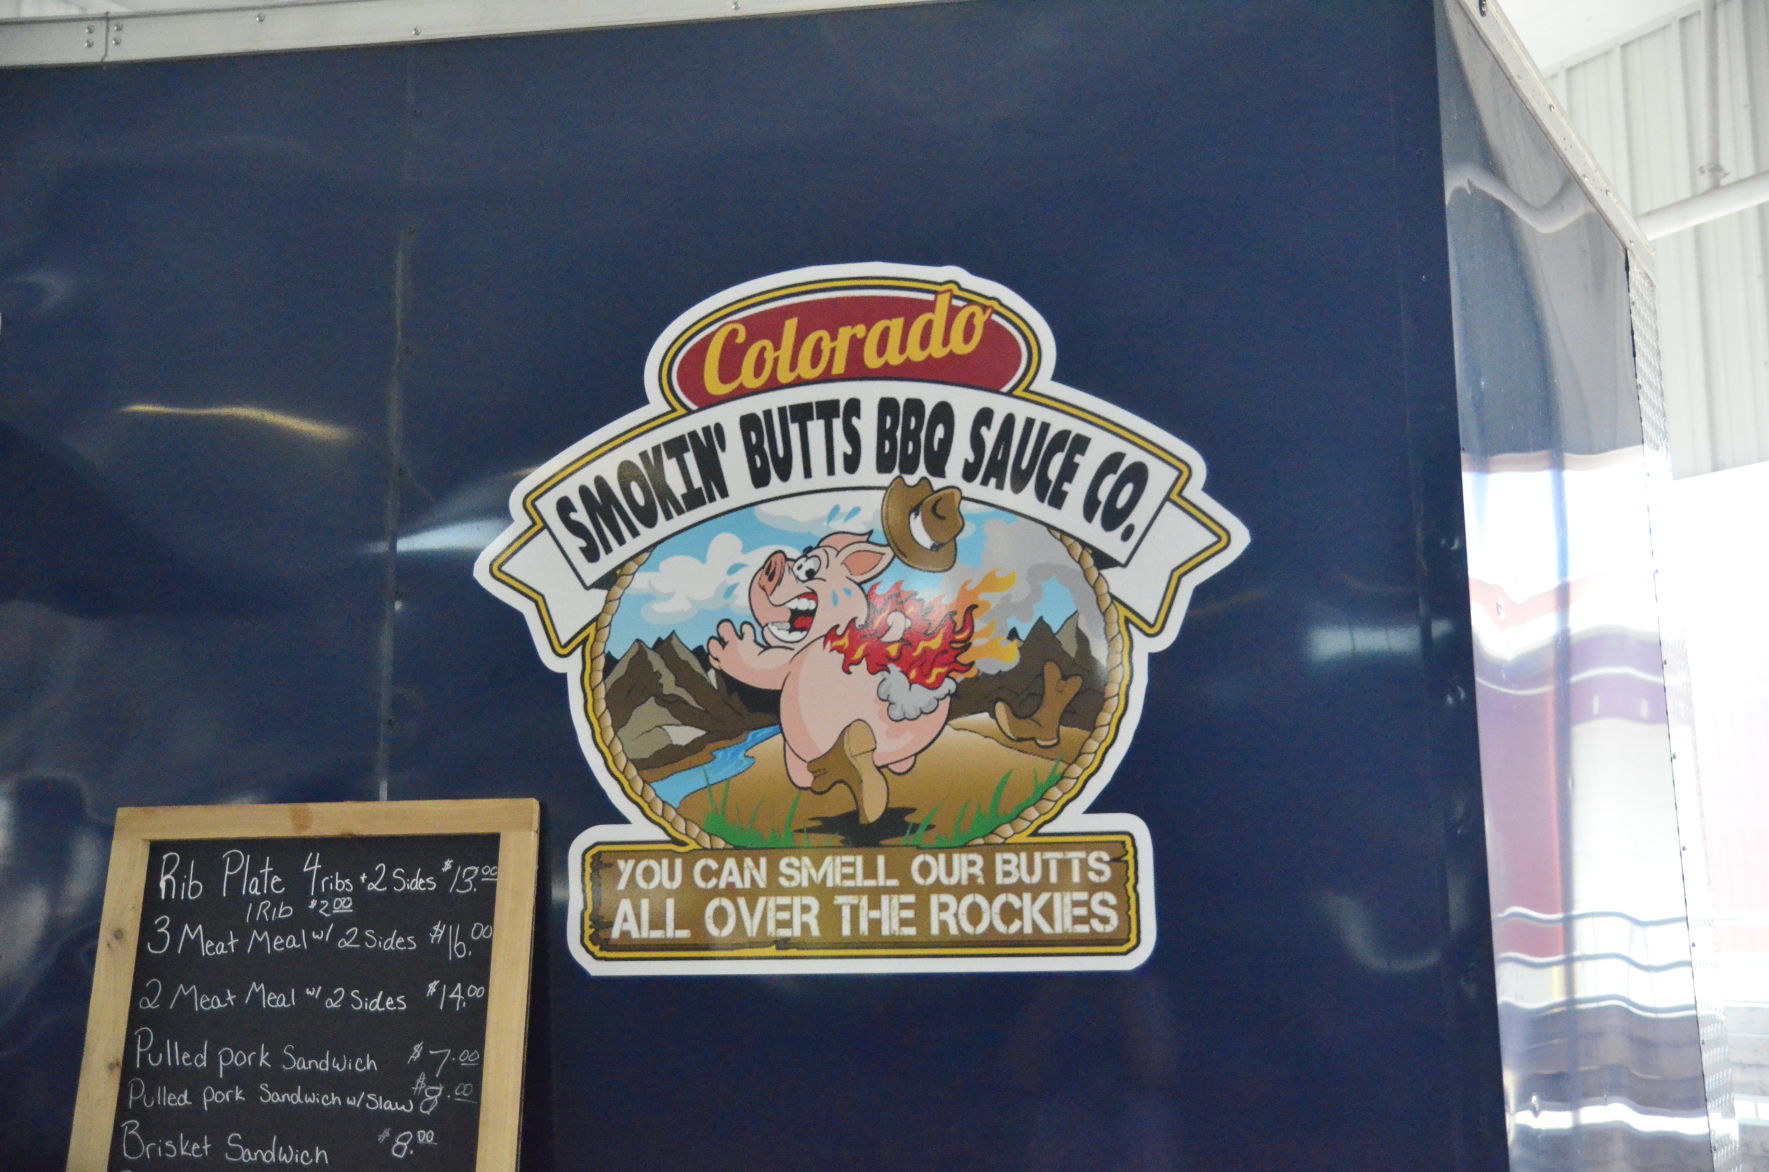 Colorado
SMOKIN' BUTTS BBQ SAUCE CO.
YOU CAN SMELL OUR BUTTS
ALL OVER THE ROCKIES
Rib Plate 4 ribs + 2 Sides $13.00
1 Rib $2.00
3 Meat Meal w/ 2 Sides $16.00
2 Meat Meal w/ 2 Sides $14.00
Pulled pork Sandwich $7.00
Pulled pork Sandwich w/ Slaw $8.00
Brisket Sandwich $8.00